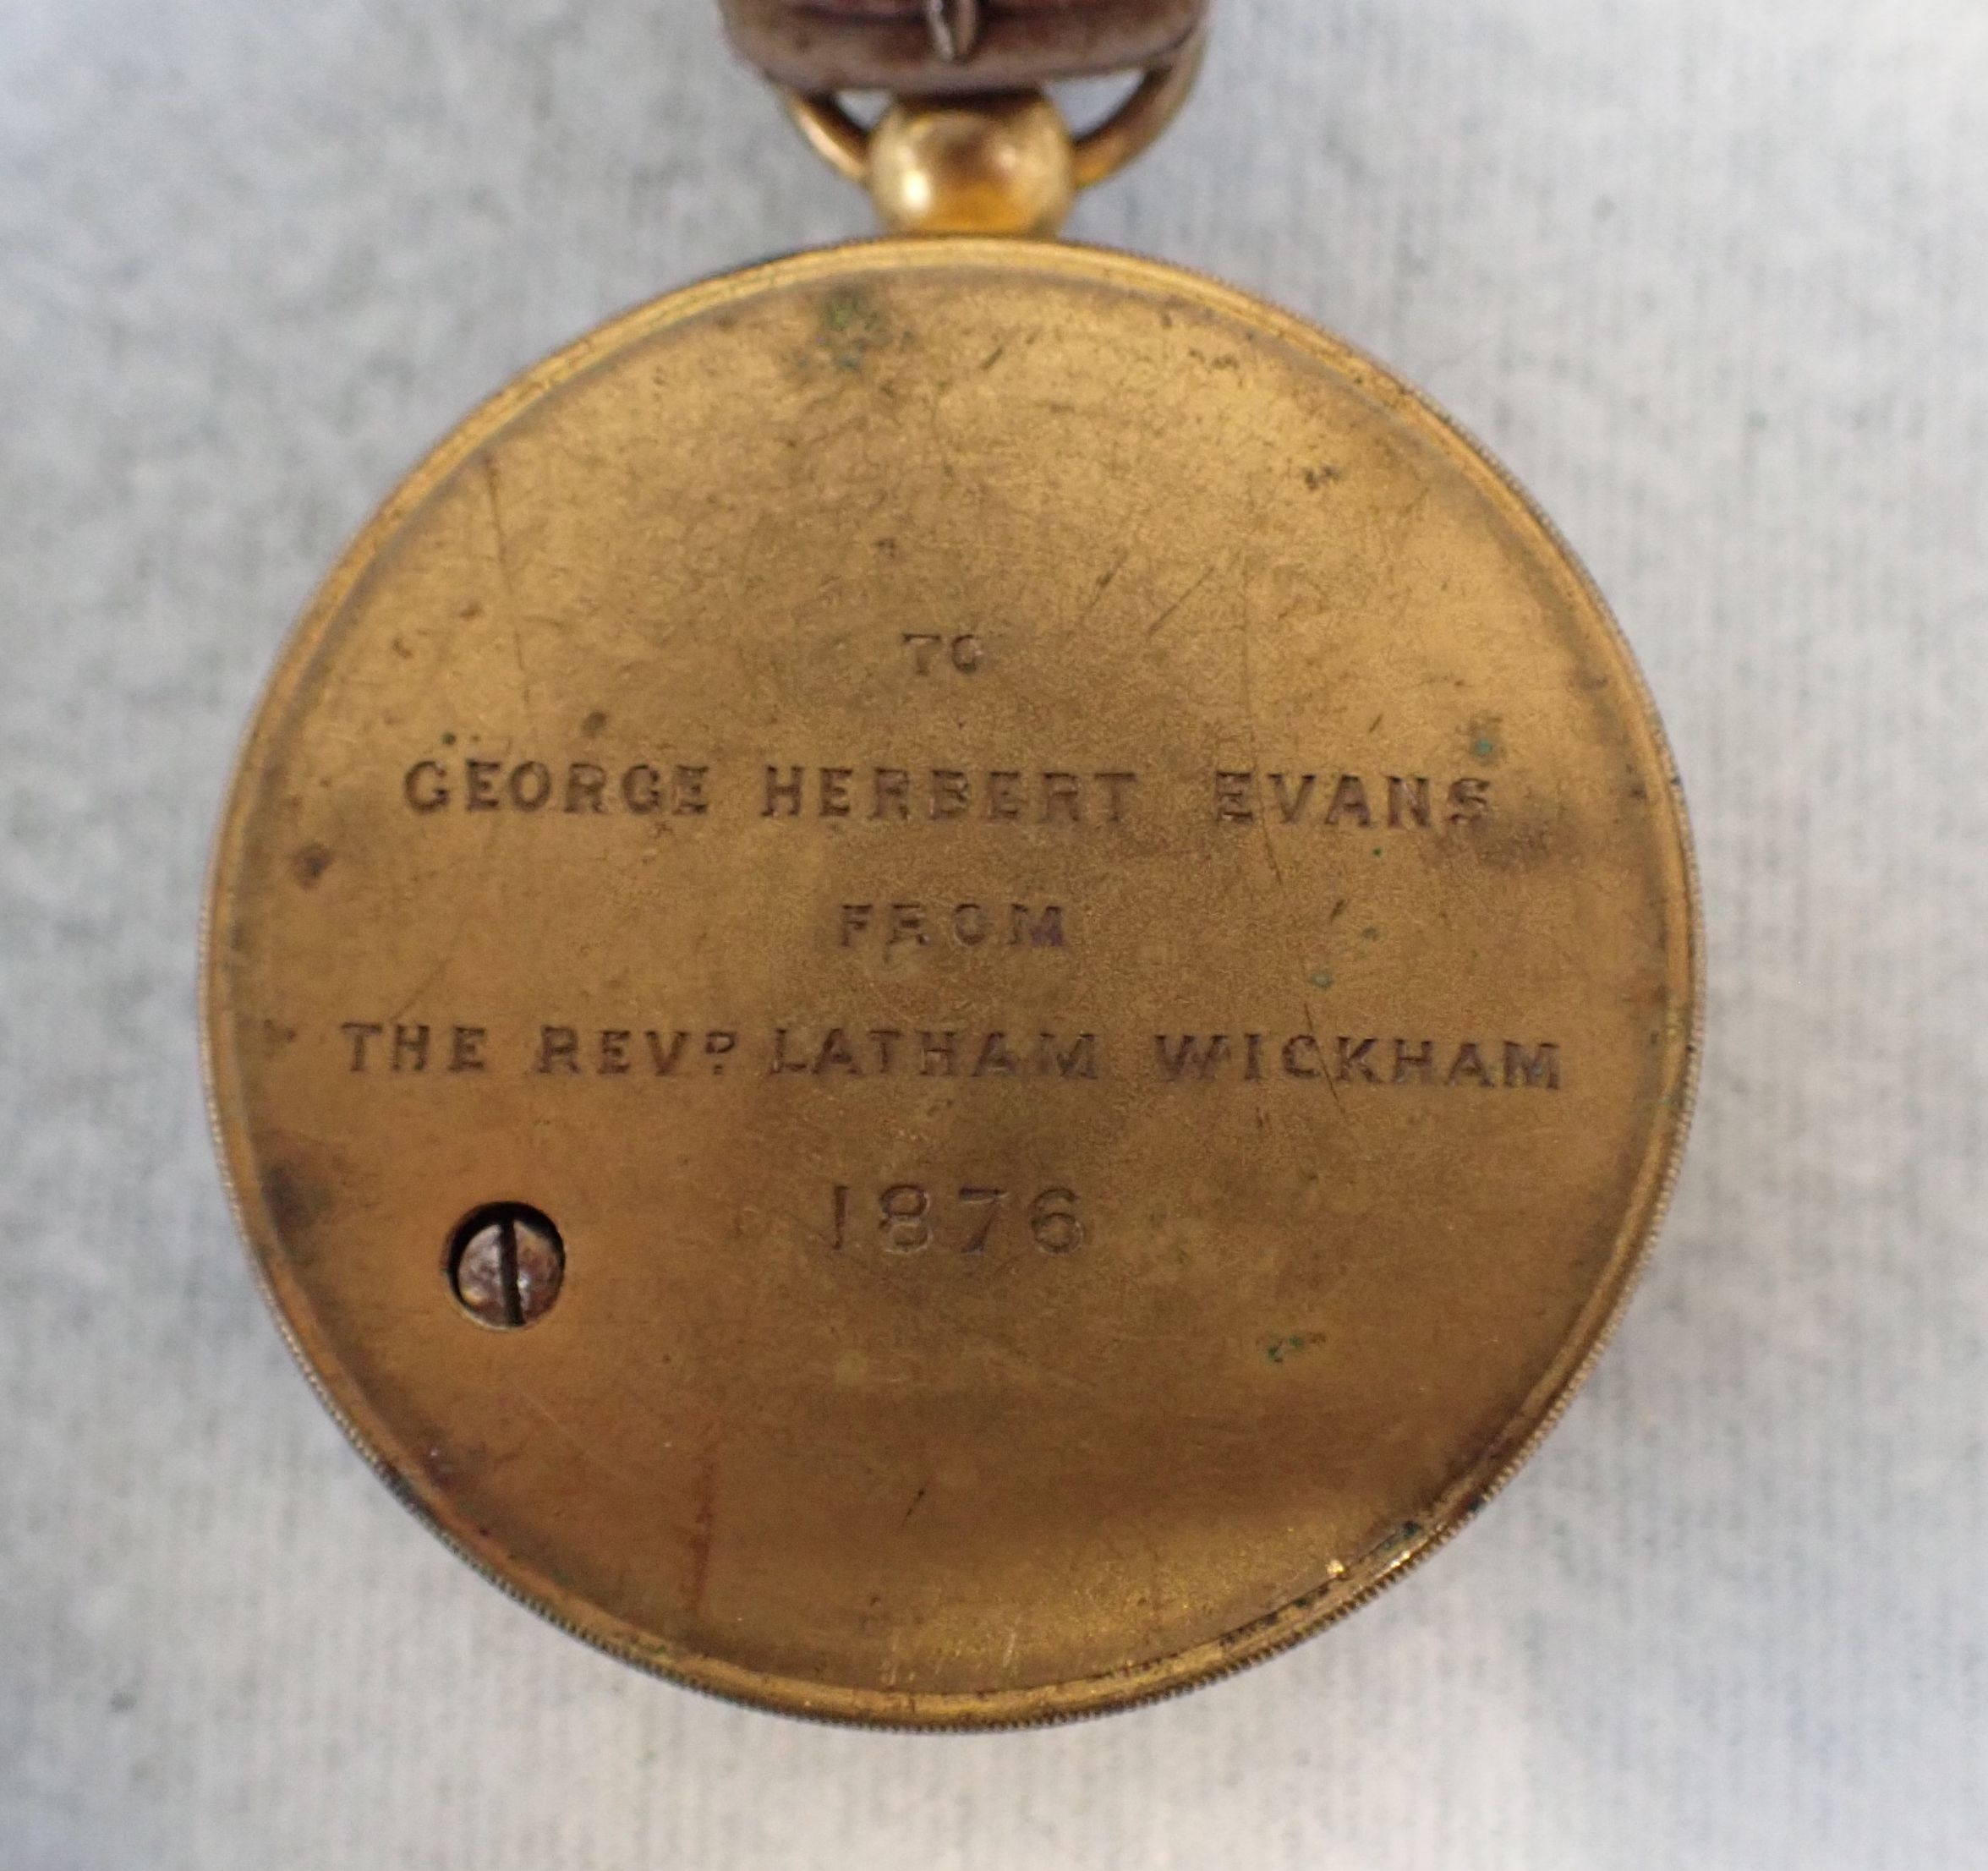 TO
GEORGE HERBERT EVANS
FROM
THE REVD LATHAM WICKHAM
1876